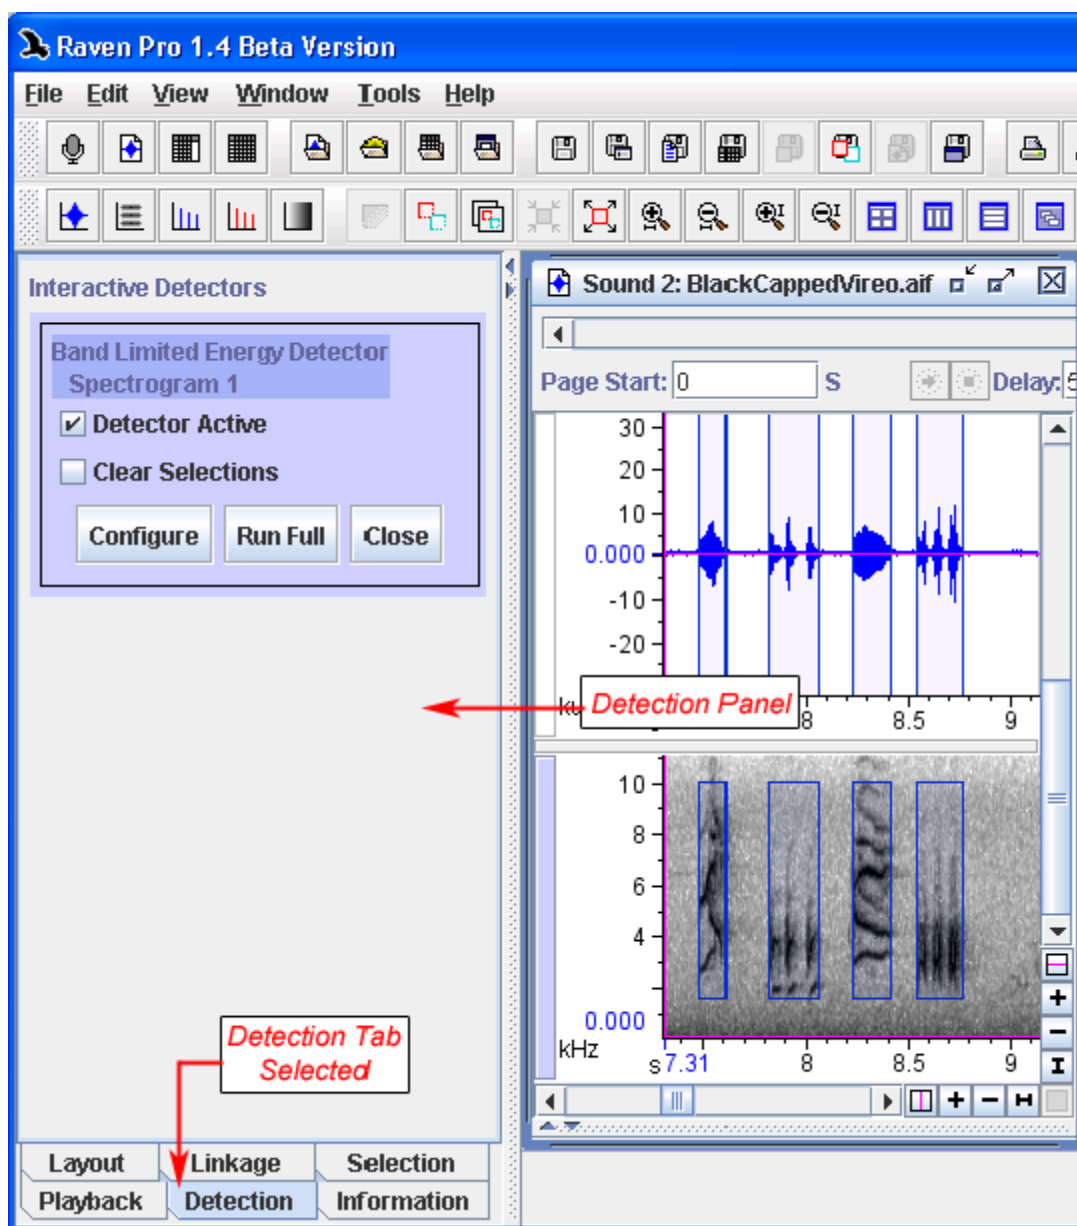 Raven Pro 1.4 Beta Version
File Edit View Window Tools Help
Interactive Detectors
Band Limited Energy Detector
Spectrogram 1
Detector Active
Clear Selections
Configure Run Full Close
Sound 2: BlackCappedVireo.aif
Page Start: 0 S Delay:
30
20
10
0.000
-10
-20
Detection Panel
8 8.5 9
10
8
6
4
0.000
kHz
s 7.31 8 8.5 9
Detection Tab
Selected
Layout Linkage Selection
Playback Detection Information